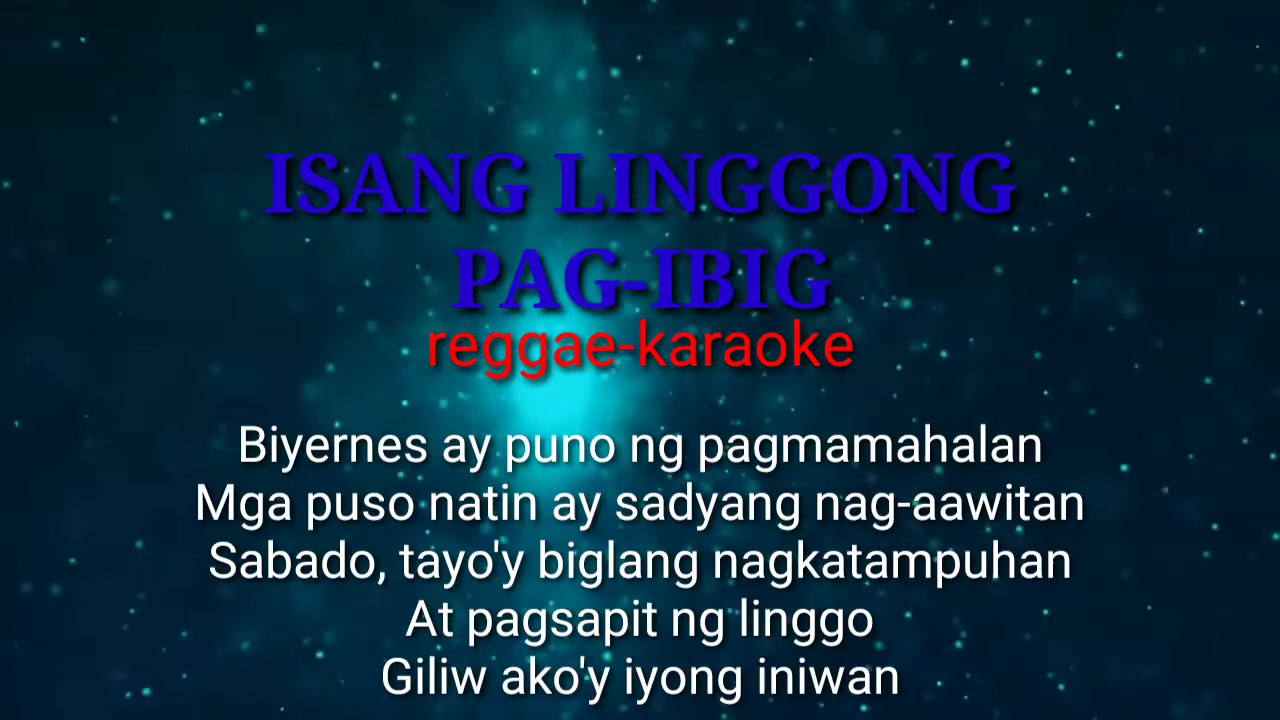 ISANG LINGGONG
PAG-IBIG
reggae-karaoke
Biyernes ay puno ng pagmamahalan
Mga puso natin ay sadyang nag-aawitan
Sabado, tayo'y biglang nagkatampuhan
At pagsapit ng linggo
Giliw ako'y iyong iniwan